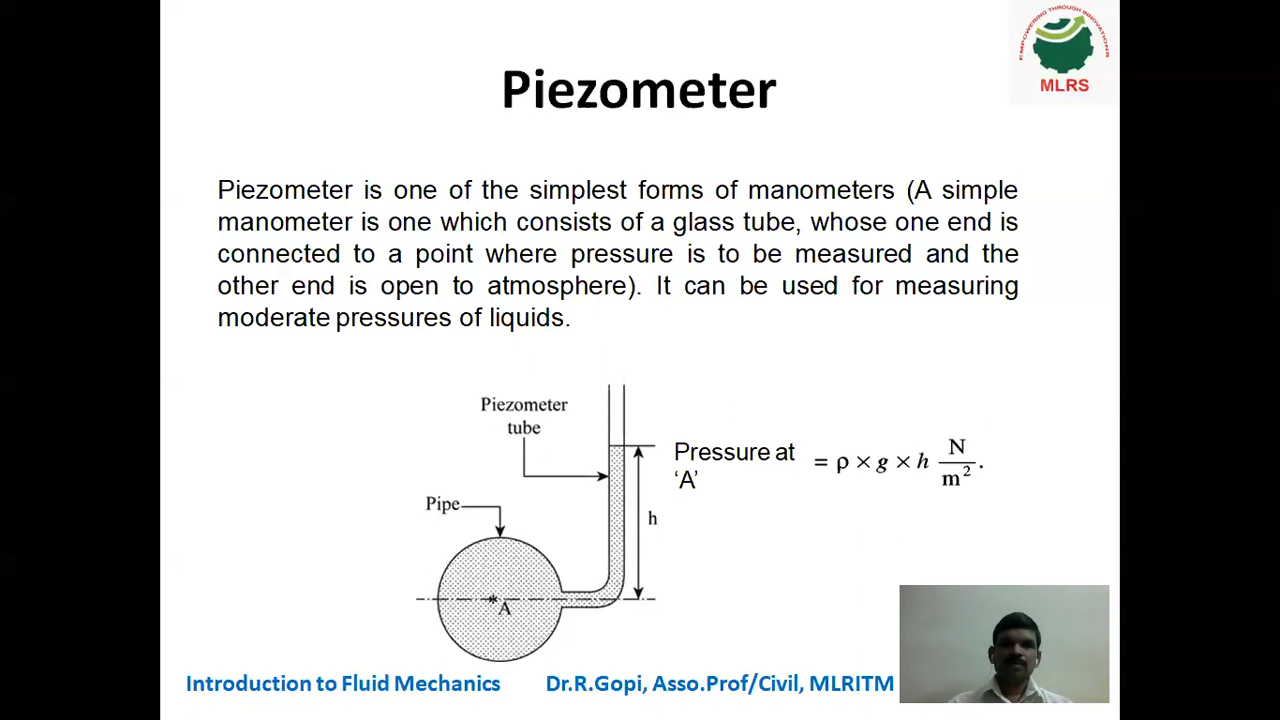 EMPOWERING THROUGH INNOVATIONS
MLRS
Piezometer
Piezometer is one of the simplest forms of manometers (A simple
manometer is one which consists of a glass tube, whose one end is
connected to a point where pressure is to be measured and the
other end is open to atmosphere). It can be used for measuring
moderate pressures of liquids.
Piezometer
tube
Pressure at
‘A’
= ρ × g × h N/m².
Pipe
h
A
Introduction to Fluid Mechanics Dr.R.Gopi, Asso.Prof/Civil, MLRITM